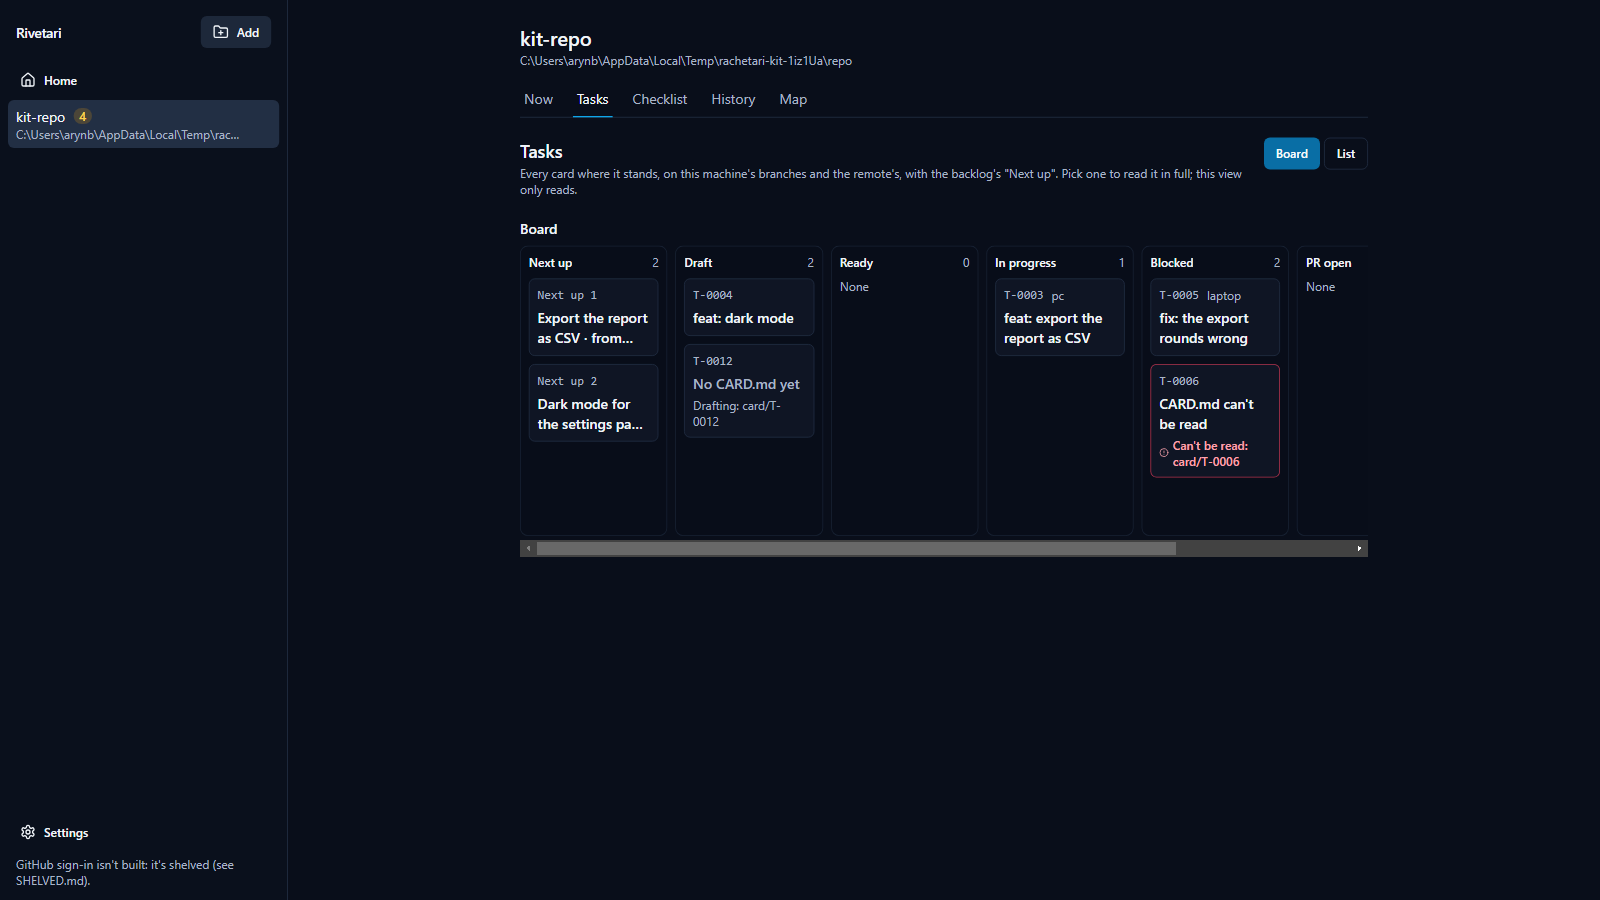 Rivetari
Add
Home
kit-repo 4
C:\Users\arynb\AppData\Local\Temp\rac...
Settings
GitHub sign-in isn't built: it's shelved (see
SHELVED.md).
kit-repo
C:\Users\arynb\AppData\Local\Temp\rachetari-kit-1iz1Ua\repo
Now Tasks Checklist History Map
Tasks
Every card where it stands, on this machine's branches and the remote's, with the backlog's "Next up". Pick one to read it in full; this view
only reads.
Board List
Board
Next up 2
Next up 1
Export the report
as CSV · from...
Next up 2
Dark mode for
the settings pa...
Draft 2
T-0004
feat: dark mode
T-0012
No CARD.md yet
Drafting: card/T-
0012
Ready 0
None
In progress 1
T-0003 pc
feat: export the
report as CSV
Blocked 2
T-0005 laptop
fix: the export
rounds wrong
T-0006
CARD.md can't
be read
Can't be read:
card/T-0006
PR open
None